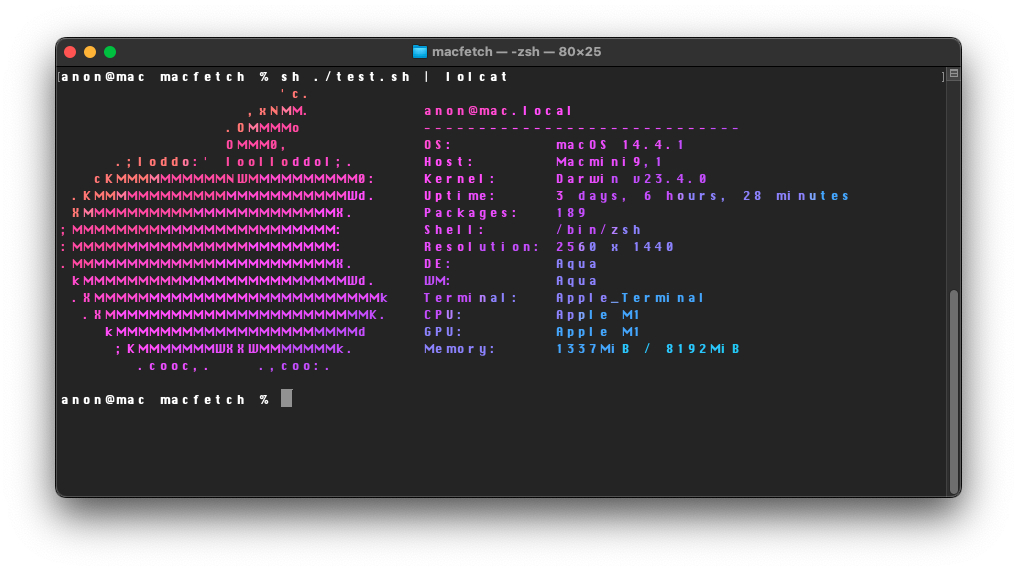 macfetch — -zsh — 80×25
[anon@mac macfetch % sh ./test.sh | lolcat ]
'c.
,xNMM. anon@mac.local
.OMMMMo -----------------------------
OMMM0, OS: macOS 14.4.1
.;loddo:' loolloddol;. Host: Macmini9,1
cKMMMMMMMMMMNWMMMMMMMMMM0: Kernel: Darwin v23.4.0
.KMMMMMMMMMMMMMMMMMMMMMMMWd. Uptime: 3 days, 6 hours, 28 minutes
XMMMMMMMMMMMMMMMMMMMMMMMX. Packages: 189
;MMMMMMMMMMMMMMMMMMMMMMMM: Shell: /bin/zsh
:MMMMMMMMMMMMMMMMMMMMMMMM: Resolution: 2560 x 1440
.MMMMMMMMMMMMMMMMMMMMMMMMX. DE: Aqua
kMMMMMMMMMMMMMMMMMMMMMMMMWd. WM: Aqua
.XMMMMMMMMMMMMMMMMMMMMMMMMMMk Terminal: Apple_Terminal
.XMMMMMMMMMMMMMMMMMMMMMMMMK. CPU: Apple M1
kMMMMMMMMMMMMMMMMMMMMMMd GPU: Apple M1
;KMMMMMMMWXXWMMMMMMMk. Memory: 1337MiB / 8192MiB
.cooc,. .,coo:.
anon@mac macfetch %